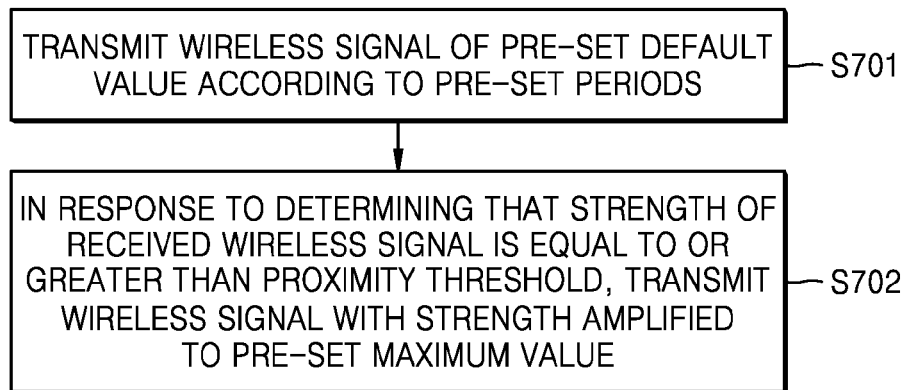 TRANSMIT WIRELESS SIGNAL OF PRE-SET DEFAULT
VALUE ACCORDING TO PRE-SET PERIODS
S701
IN RESPONSE TO DETERMINING THAT STRENGTH OF
RECEIVED WIRELESS SIGNAL IS EQUAL TO OR
GREATER THAN PROXIMITY THRESHOLD, TRANSMIT
WIRELESS SIGNAL WITH STRENGTH AMPLIFIED
TO PRE-SET MAXIMUM VALUE
S702